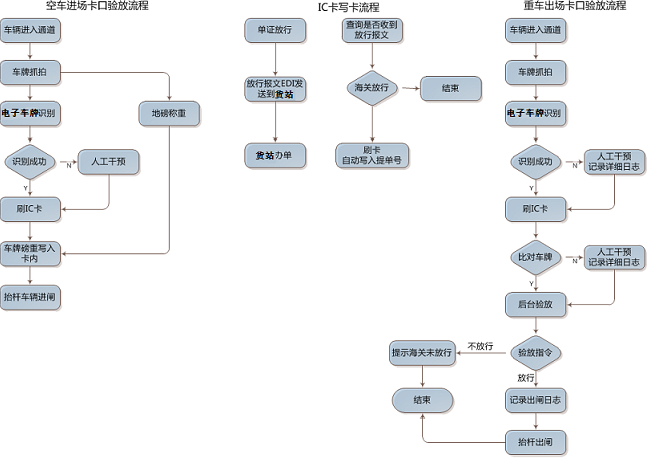 空车进场卡口验放流程
车辆进入通道
车牌抓拍
电子车牌识别
地磅称重
识别成功
N
人工干预
Y
刷IC卡
车牌磅重写入
卡内
抬杆车辆进闸
IC卡写卡流程
单证放行
放行报文EDI发
送到货站
货站办单
查询是否收到
放行报文
海关放行
结束
刷卡
自动写入提单号
重车出场卡口验放流程
车辆进入通道
车牌抓拍
电子车牌识别
识别成功
N
人工干预
记录详细日志
Y
刷IC卡
比对车牌
N
人工干预
记录详细日志
Y
后台验放
验放指令
不放行
提示海关未放行
放行
结束
记录出闸日志
抬杆出闸